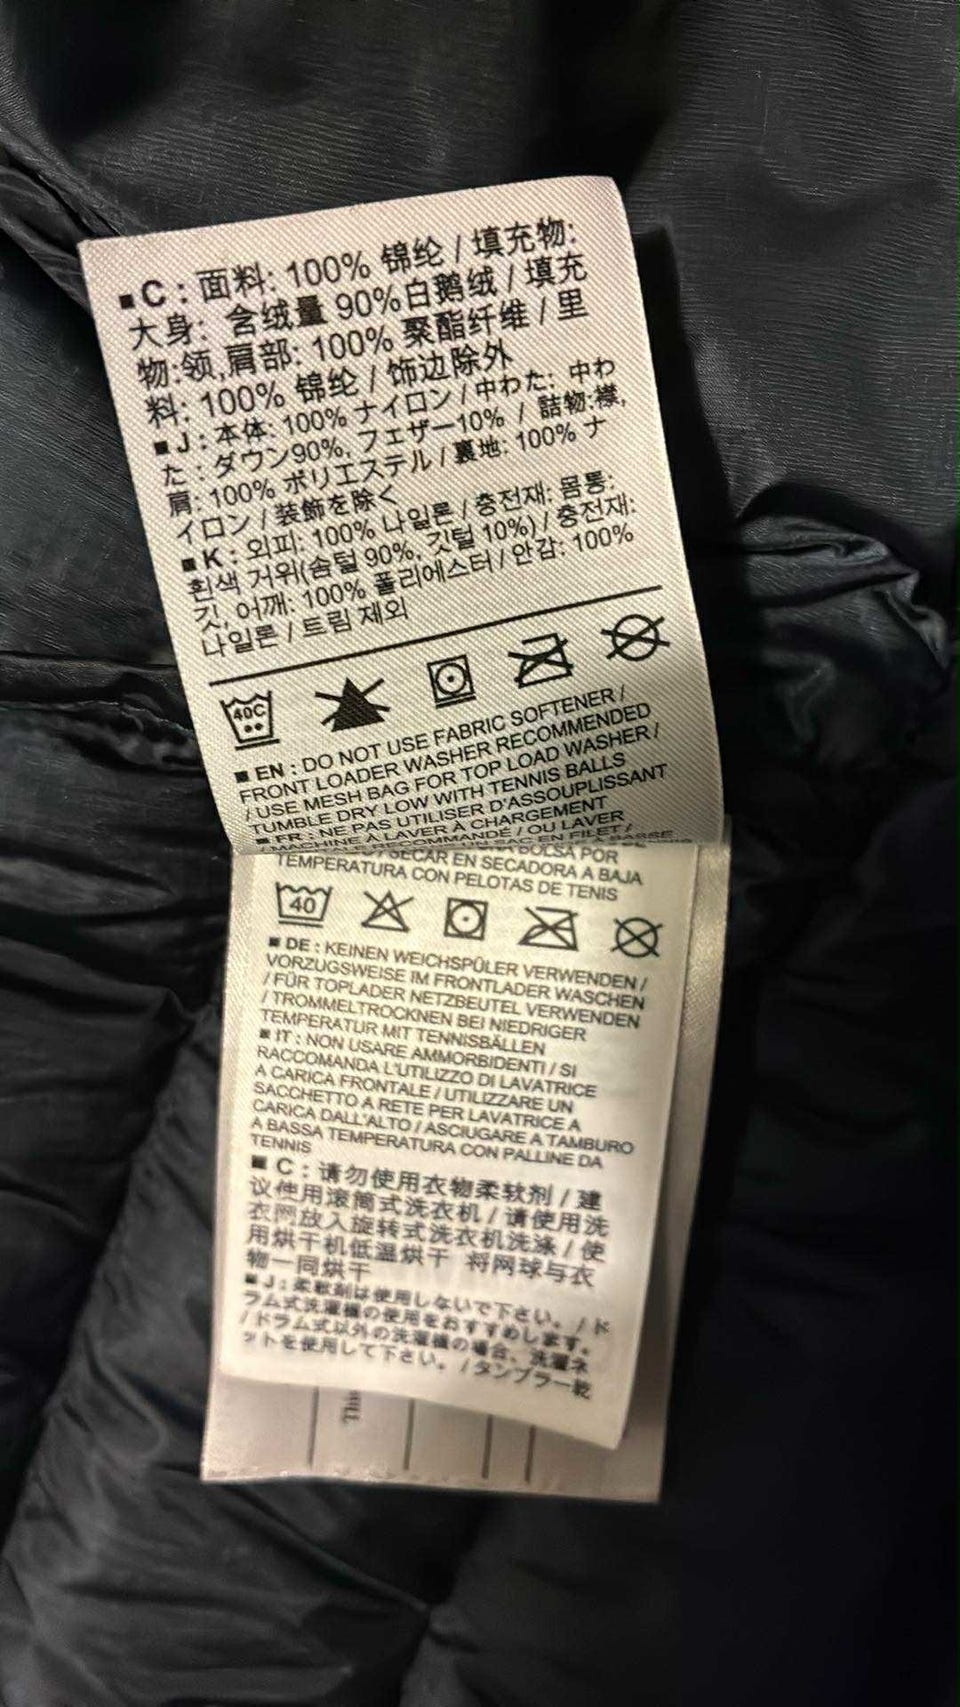 ■ C : 面料: 100% 锦纶 / 填充物:
大身: 含绒量 90%白鹅绒 / 填充
物:领,肩部: 100% 聚酯纤维 / 里
料: 100% 锦纶 / 饰边除外
■ J : 本体: 100% ナイロン / 中わた: 中わ
た : ダウン90%, フェザー10% / 詰物:襟,
肩: 100% ポリエステル / 裏地: 100% ナ
イロン / 装飾を除く
■ K : 외피: 100% 나일론 / 충전재: 몸통:
흰색 거위(솜털 90%, 깃털 10%) / 충전재:
깃, 어깨: 100% 폴리에스터 / 안감: 100%
나일론 / 트림 제외
40C
■ EN : DO NOT USE FABRIC SOFTENER /
FRONT LOADER WASHER RECOMMENDED
/ USE MESH BAG FOR TOP LOAD WASHER /
TUMBLE DRY LOW WITH TENNIS BALLS
■ FR : NE PAS UTILISER D'ASSOUPLISSANT
MACHINE À LAVER À CHARGEMENT
RECOMMANDÉ / OU LAVER
UN SAC EN FILET /
BOLSA POR
SECAR EN SECADORA A BAJA
TEMPERATURA CON PELOTAS DE TENIS
40
■ DE : KEINEN WEICHSPÜLER VERWENDEN /
VORZUGSWEISE IM FRONTLADER WASCHEN
/ FÜR TOPLADER NETZBEUTEL VERWENDEN
/ TROMMELTROCKNEN BEI NIEDRIGER
TEMPERATUR MIT TENNISBÄLLEN
■ IT : NON USARE AMMORBIDENTI / SI
RACCOMANDA L'UTILIZZO DI LAVATRICE
A CARICA FRONTALE / UTILIZZARE UN
SACCHETTO A RETE PER LAVATRICE A
CARICA DALL'ALTO / ASCIUGARE A TAMBURO
A BASSA TEMPERATURA CON PALLINE DA
TENNIS
■ C : 请勿使用衣物柔软剂 / 建
议使用滚筒式洗衣机 / 请使用洗
衣网放入旋转式洗衣机洗涤 / 使
用烘干机低温烘干 将网球与衣
物一同烘干
■ J : 柔軟剤は使用しないで下さい。 / ド
ラム式洗濯機の使用をおすすめします。
/ ドラム式以外の洗濯機の場合、洗濯ネ
ットを使用して下さい。 / タンブラー乾